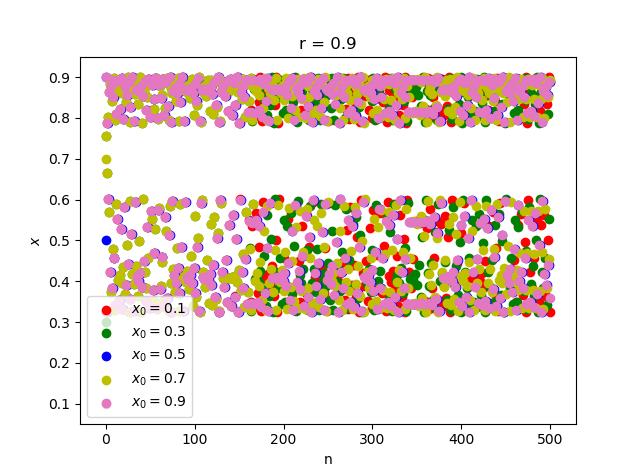 r = 0.9
0.9
0.8
0.7
0.6
0.5
0.4
0.3
0.2
0.1
x
x₀ = 0.1
x₀ = 0.3
x₀ = 0.5
x₀ = 0.7
x₀ = 0.9
0 100 200 300 400 500
n